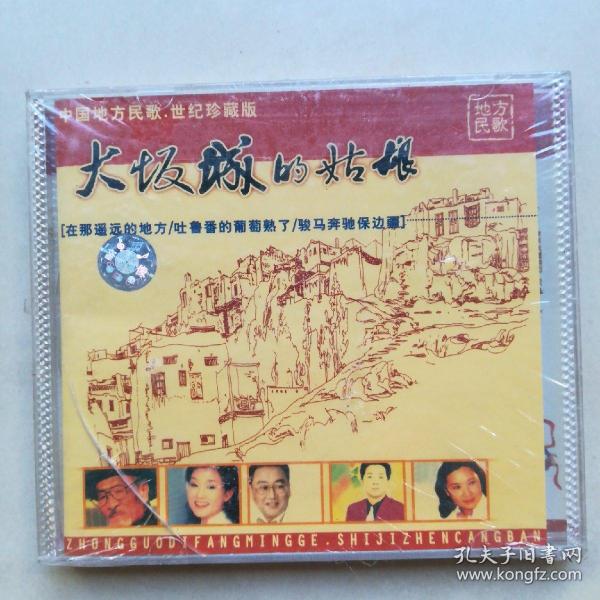 中国地方民歌.世纪珍藏版
地方
民歌
大坂城的姑娘
[在那遥远的地方/吐鲁番的葡萄熟了/骏马奔驰保边疆]
ZHONGGUODIFANGMINGGE.SHIJIZHENCANGBAN
孔夫子旧书网
www.kongfz.com